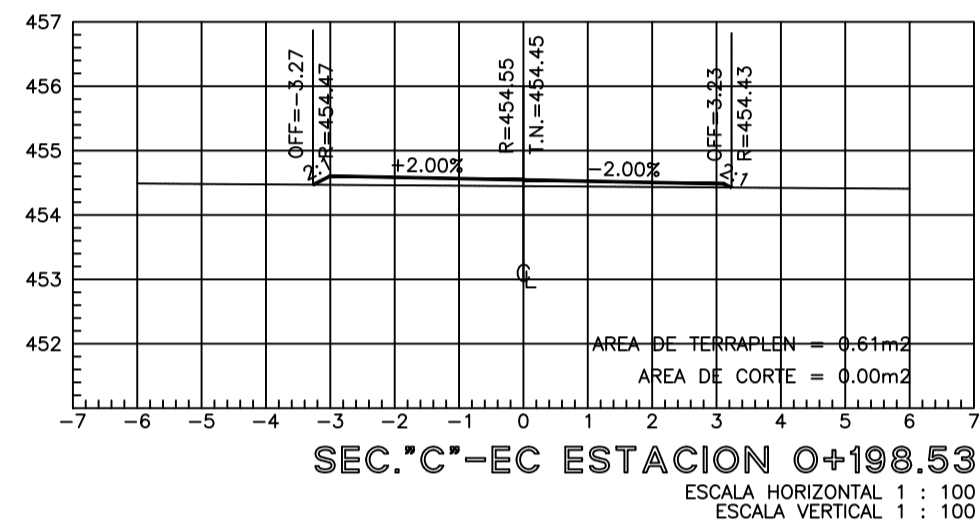 457
456
455
454
453
452
OFF=-3.27
R=454.47
R=454.55
T.N.=454.45
OFF=3.23
R=454.43
+2.00%
-2.00%
2:1
2:1
CL
AREA DE TERRAPLEN = 0.61m2
AREA DE CORTE = 0.00m2
-7 -6 -5 -4 -3 -2 -1 0 1 2 3 4 5 6 7
SEC."C"-EC ESTACION 0+198.53
ESCALA HORIZONTAL 1 : 100
ESCALA VERTICAL 1 : 100